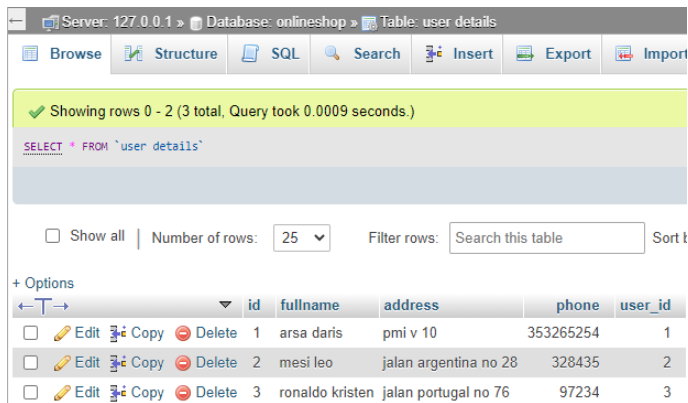 Server: 127.0.0.1 » Database: onlineshop » Table: user details
Browse Structure SQL Search Insert Export Import
Showing rows 0 - 2 (3 total, Query took 0.0009 seconds.)
SELECT * FROM `user details`
Show all | Number of rows: 25 Filter rows: Search this table Sort b
+ Options
←T→ id fullname address phone user_id
Edit Copy Delete 1 arsa daris pmi v 10 353265254 1
Edit Copy Delete 2 mesi leo jalan argentina no 28 328435 2
Edit Copy Delete 3 ronaldo kristen jalan portugal no 76 97234 3